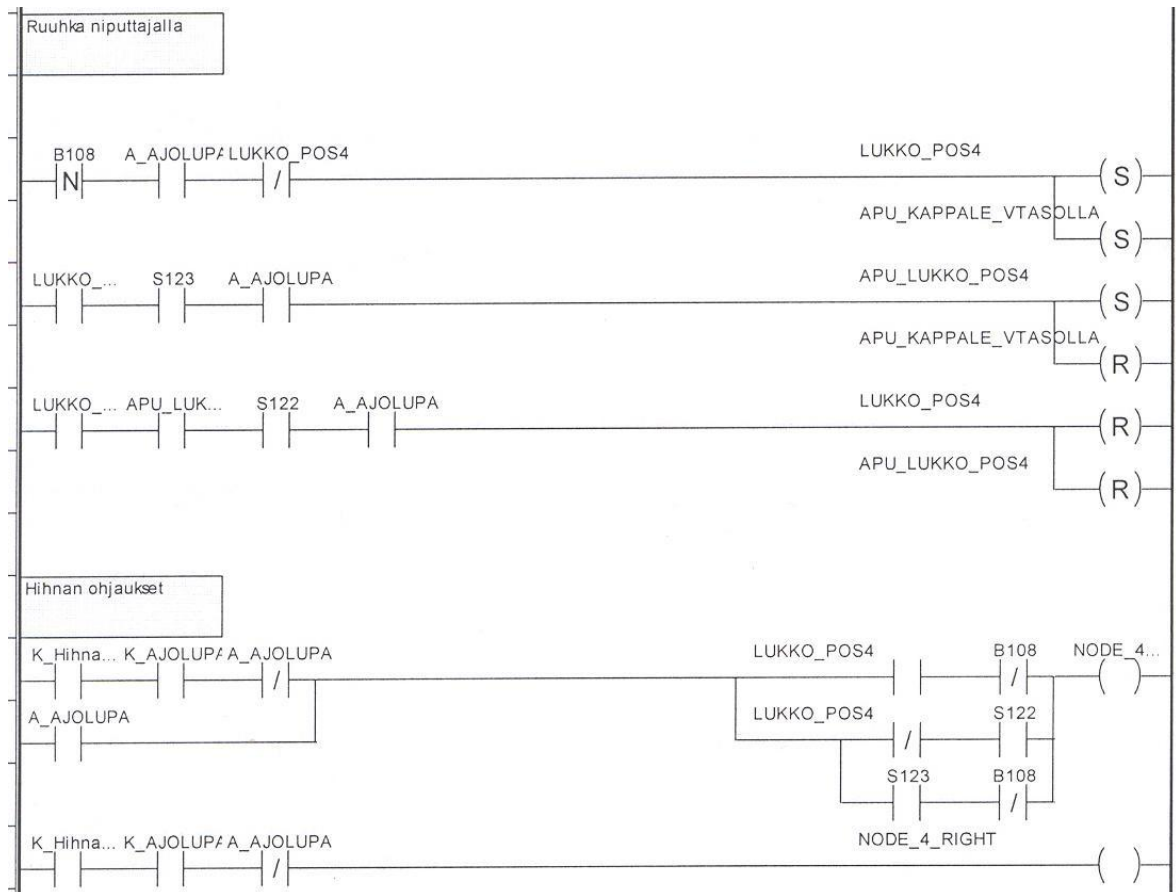 Ruuhka niputtajalla
B108 A_AJOLUPA LUKKO_POS4 LUKKO_POS4
N / S
APU_KAPPALE_VTASOLLA
S
LUKKO_... S123 A_AJOLUPA APU_LUKKO_POS4
S
APU_KAPPALE_VTASOLLA
R
LUKKO_... APU_LUK... S122 A_AJOLUPA LUKKO_POS4
R
APU_LUKKO_POS4
R
Hihnan ohjaukset
K_Hihna... K_AJOLUPA A_AJOLUPA LUKKO_POS4 B108 NODE_4...
/ /
A_AJOLUPA LUKKO_POS4 S122
/
S123 B108
/
K_Hihna... K_AJOLUPA A_AJOLUPA NODE_4_RIGHT
/